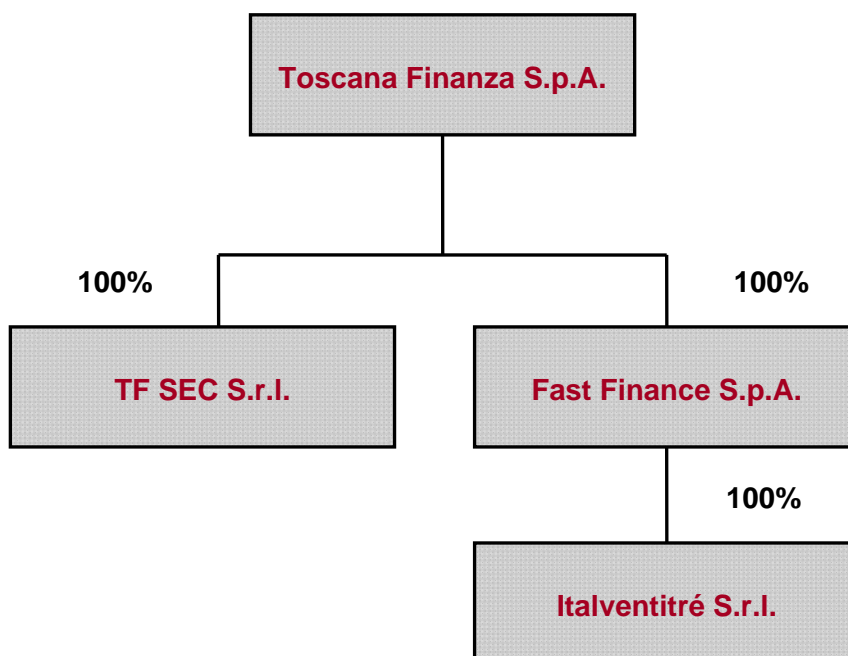 Toscana Finanza S.p.A.
100%
100%
TF SEC S.r.l.
Fast Finance S.p.A.
100%
Italventitré S.r.l.